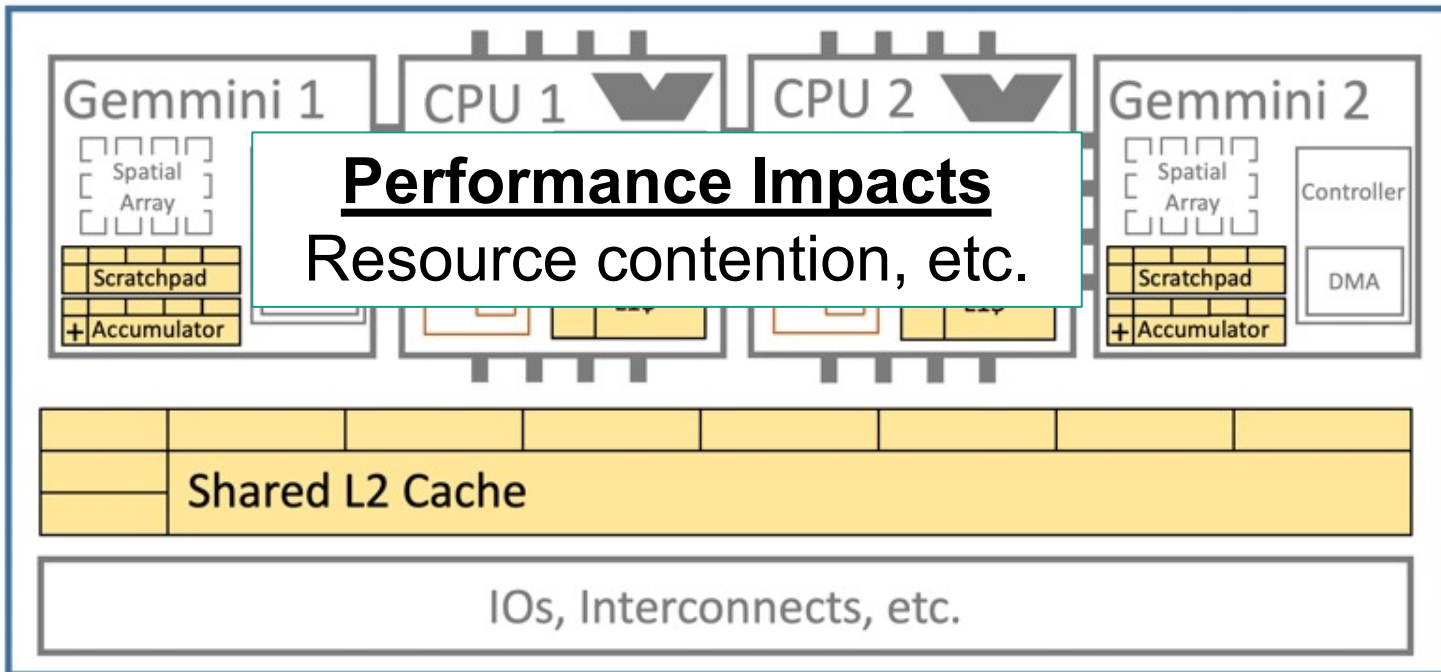 Gemmini 1
CPU 1
CPU 2
Gemmini 2
Performance Impacts
Resource contention, etc.
Spatial
Array
Scratchpad
+ Accumulator
Spatial
Array
Scratchpad
+ Accumulator
Controller
DMA
Shared L2 Cache
IOs, Interconnects, etc.